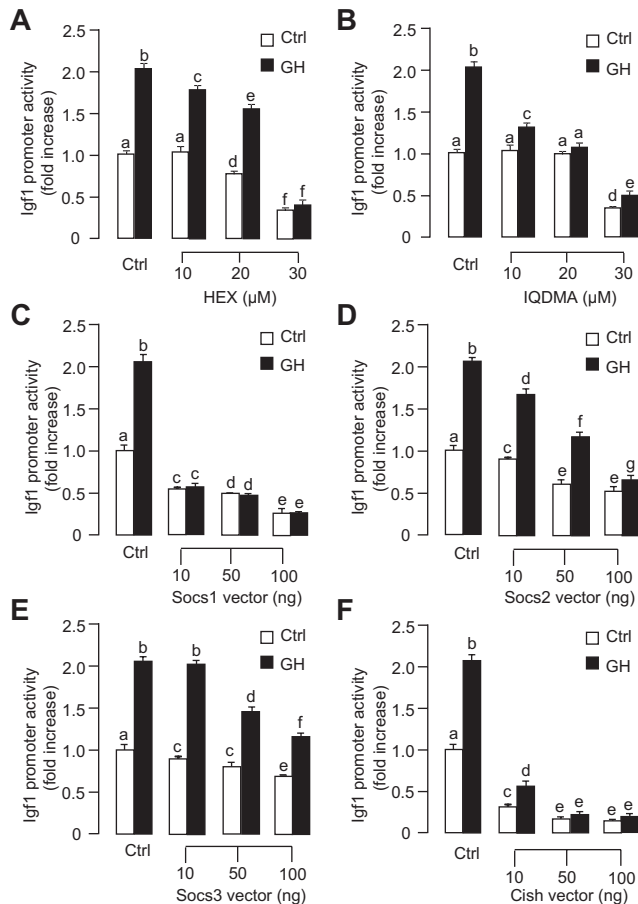 A
Igf1 promoter activity
(fold increase)
2.5
2.0
1.5
1.0
0.5
0
Ctrl
GH
a
b
a
c
d
e
f
f
Ctrl
10
20
30
HEX (µM)
B
Igf1 promoter activity
(fold increase)
2.5
2.0
1.5
1.0
0.5
0
Ctrl
GH
a
b
a
c
a
a
d
e
Ctrl
10
20
30
IQDMA (µM)
C
Igf1 promoter activity
(fold increase)
2.5
2.0
1.5
1.0
0.5
0
Ctrl
GH
a
b
c
c
d
d
e
e
Ctrl
10
50
100
Socs1 vector (ng)
D
Igf1 promoter activity
(fold increase)
2.5
2.0
1.5
1.0
0.5
0
Ctrl
GH
a
b
c
d
e
f
e
g
Ctrl
10
50
100
Socs2 vector (ng)
E
Igf1 promoter activity
(fold increase)
2.5
2.0
1.5
1.0
0.5
0
Ctrl
GH
a
b
c
b
c
d
e
f
Ctrl
10
50
100
Socs3 vector (ng)
F
Igf1 promoter activity
(fold increase)
2.5
2.0
1.5
1.0
0.5
0
Ctrl
GH
a
b
c
d
e
e
e
e
Ctrl
10
50
100
Cish vector (ng)